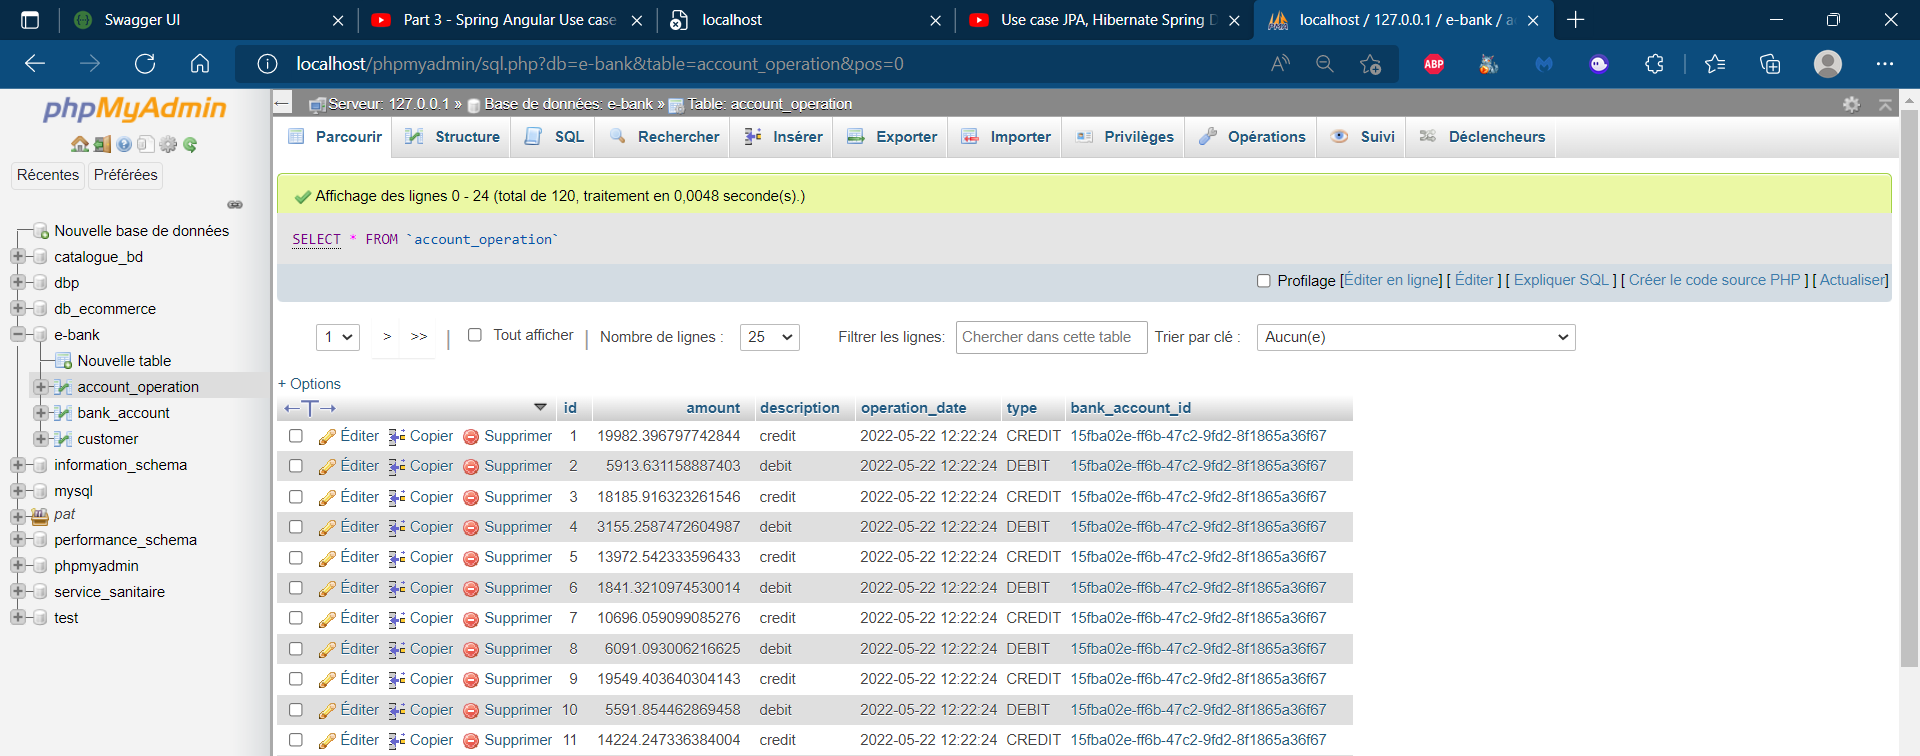 Swagger UI
Part 3 - Spring Angular Use case
localhost
Use case JPA, Hibernate Spring D
localhost / 127.0.0.1 / e-bank / a
localhost/phpmyadmin/sql.php?db=e-bank&table=account_operation&pos=0
ABP
phpMyAdmin
Récentes Préférées
Nouvelle base de données
catalogue_bd
dbp
db_ecommerce
e-bank
Nouvelle table
account_operation
bank_account
customer
information_schema
mysql
pat
performance_schema
phpmyadmin
service_sanitaire
test
Serveur: 127.0.0.1 » Base de données: e-bank » Table: account_operation
Parcourir Structure SQL Rechercher Insérer Exporter Importer Privilèges Opérations Suivi Déclencheurs
Affichage des lignes 0 - 24 (total de 120, traitement en 0,0048 seconde(s).)
SELECT * FROM `account_operation`
Profilage [Éditer en ligne] [ Éditer ] [ Expliquer SQL ] [ Créer le code source PHP ] [ Actualiser]
1 > >> | Tout afficher | Nombre de lignes : 25 Filtrer les lignes: Chercher dans cette table Trier par clé : Aucun(e)
+ Options
←T→ id amount description operation_date type bank_account_id
Éditer Copier Supprimer 1 19982.396797742844 credit 2022-05-22 12:22:24 CREDIT 15fba02e-ff6b-47c2-9fd2-8f1865a36f67
Éditer Copier Supprimer 2 5913.631158887403 debit 2022-05-22 12:22:24 DEBIT 15fba02e-ff6b-47c2-9fd2-8f1865a36f67
Éditer Copier Supprimer 3 18185.916323261546 credit 2022-05-22 12:22:24 CREDIT 15fba02e-ff6b-47c2-9fd2-8f1865a36f67
Éditer Copier Supprimer 4 3155.2587472604987 debit 2022-05-22 12:22:24 DEBIT 15fba02e-ff6b-47c2-9fd2-8f1865a36f67
Éditer Copier Supprimer 5 13972.542333596433 credit 2022-05-22 12:22:24 CREDIT 15fba02e-ff6b-47c2-9fd2-8f1865a36f67
Éditer Copier Supprimer 6 1841.3210974530014 debit 2022-05-22 12:22:24 DEBIT 15fba02e-ff6b-47c2-9fd2-8f1865a36f67
Éditer Copier Supprimer 7 10696.059099085276 credit 2022-05-22 12:22:24 CREDIT 15fba02e-ff6b-47c2-9fd2-8f1865a36f67
Éditer Copier Supprimer 8 6091.093006216625 debit 2022-05-22 12:22:24 DEBIT 15fba02e-ff6b-47c2-9fd2-8f1865a36f67
Éditer Copier Supprimer 9 19549.403640304143 credit 2022-05-22 12:22:24 CREDIT 15fba02e-ff6b-47c2-9fd2-8f1865a36f67
Éditer Copier Supprimer 10 5591.854462869458 debit 2022-05-22 12:22:24 DEBIT 15fba02e-ff6b-47c2-9fd2-8f1865a36f67
Éditer Copier Supprimer 11 14224.247336384004 credit 2022-05-22 12:22:24 CREDIT 15fba02e-ff6b-47c2-9fd2-8f1865a36f67